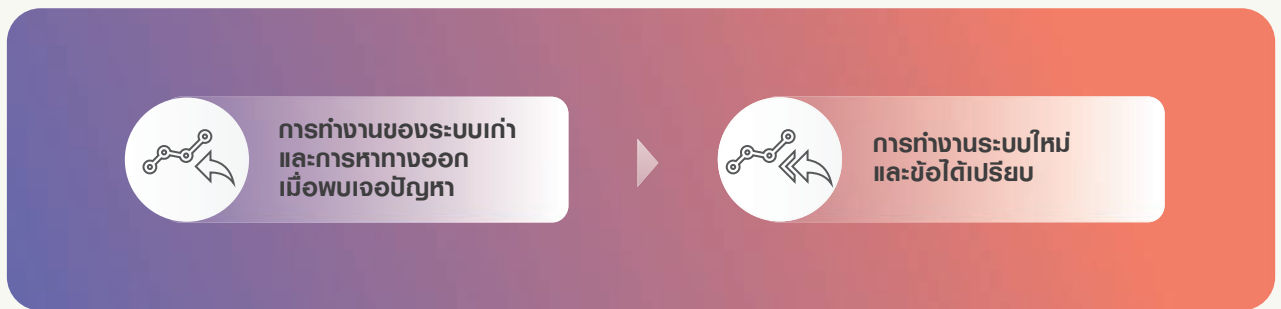 การทำงานของระบบเก่า
และการหาทางออก
เมื่อพบเจอปัญหา
การทำงานระบบใหม่
และข้อได้เปรียบ